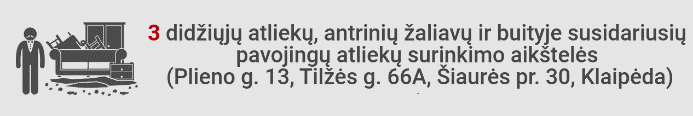 3 didžiųjų atliekų, antrinių žaliavų ir buityje susidariusių
pavojingų atliekų surinkimo aikštelės
(Plieno g. 13, Tilžės g. 66A, Šiaurės pr. 30, Klaipėda)